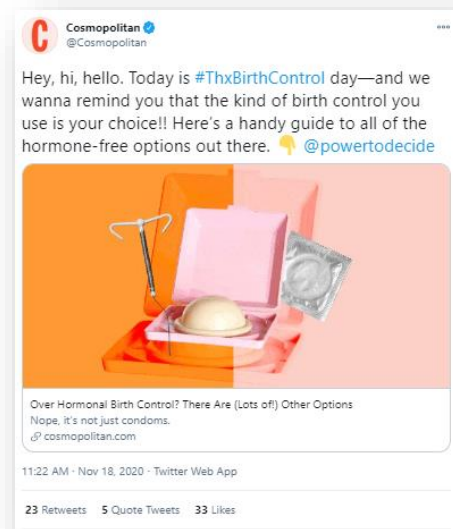 Cosmopolitan
@Cosmopolitan
Hey, hi, hello. Today is #ThxBirthControl day—and we
wanna remind you that the kind of birth control you
use is your choice!! Here's a handy guide to all of the
hormone-free options out there. 👇 @powertodecide
Over Hormonal Birth Control? There Are (Lots of!) Other Options
Nope, it's not just condoms.
cosmopolitan.com
11:22 AM · Nov 18, 2020 · Twitter Web App
23 Retweets 5 Quote Tweets 33 Likes